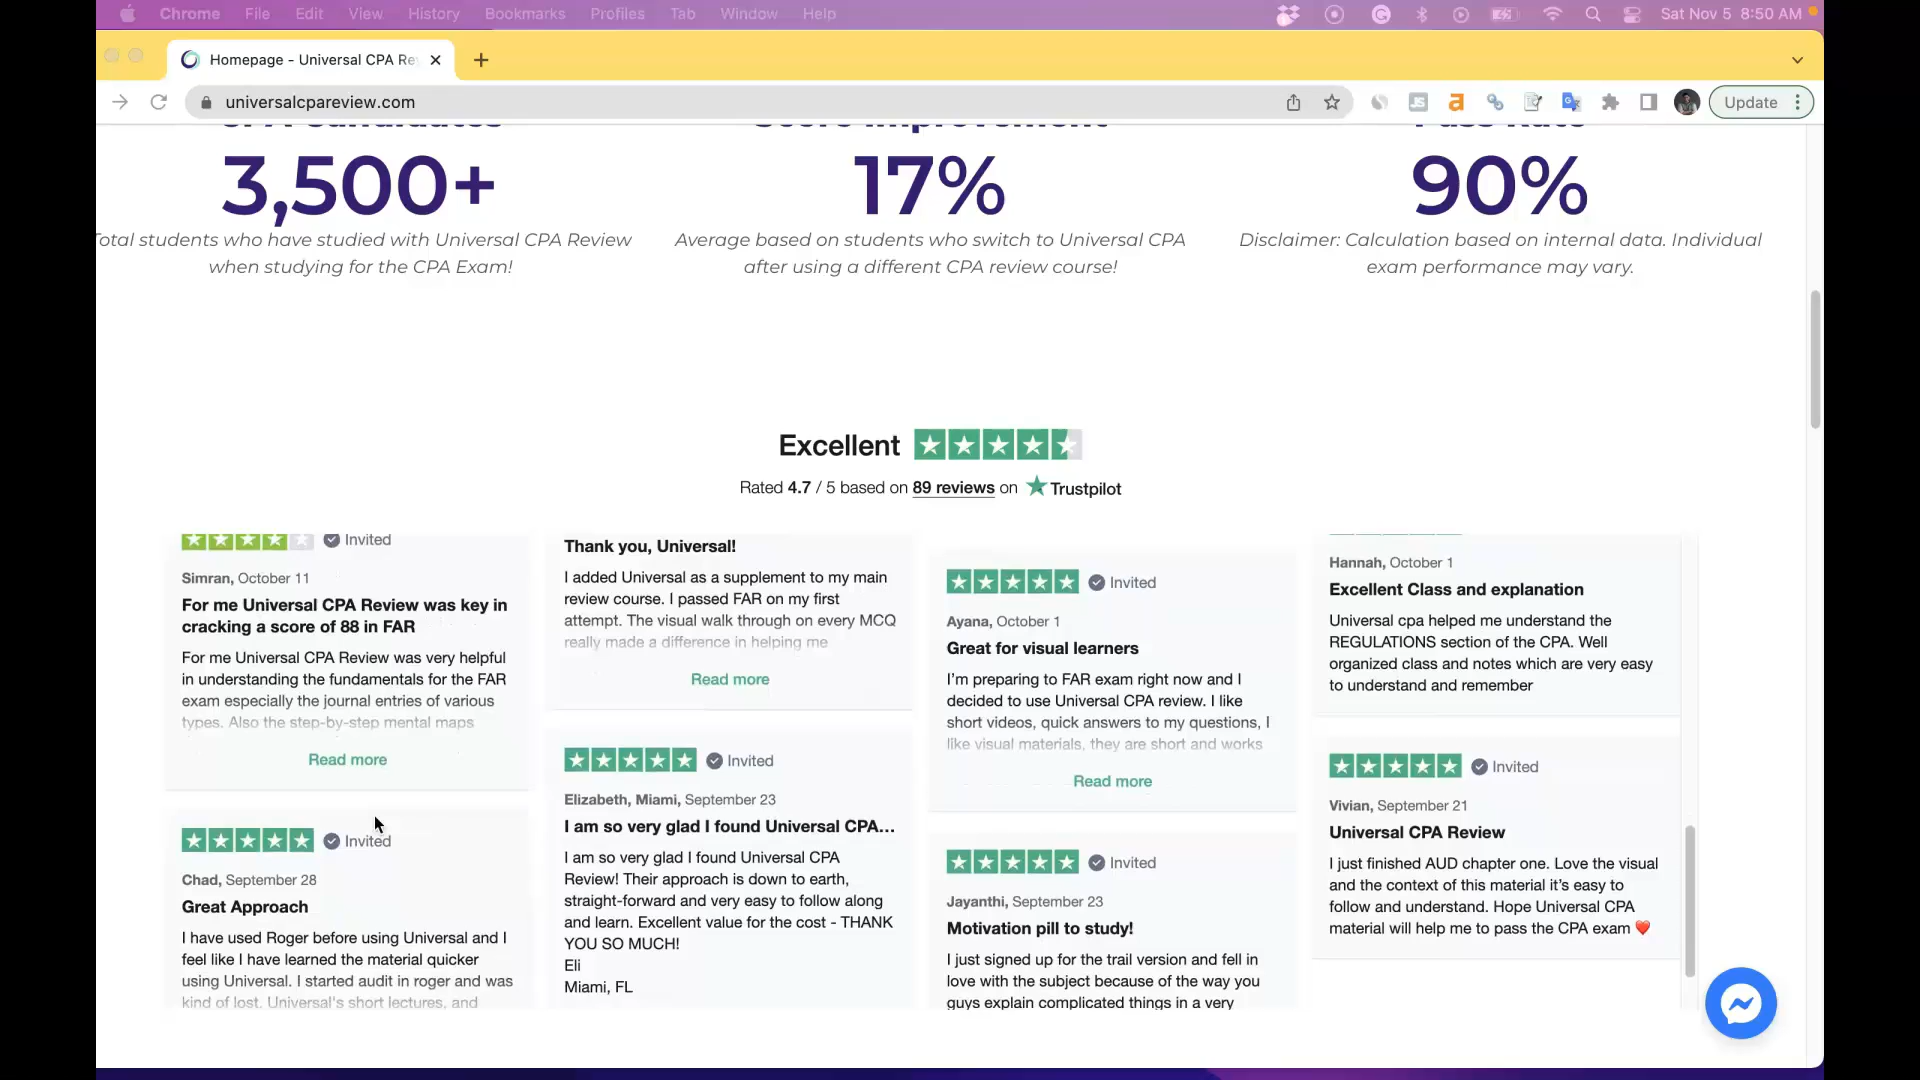 Chrome File Edit View History Bookmarks Profiles Tab Window Help Sat Nov 5 8:50 AM
Homepage - Universal CPA Re
universalcpareview.com Update
CPA Candidates Score Improvement Pass Rate
3,500+ 17% 90%
Total students who have studied with Universal CPA Review
when studying for the CPA Exam!
Average based on students who switch to Universal CPA
after using a different CPA review course!
Disclaimer: Calculation based on internal data. Individual
exam performance may vary.
Excellent
Rated 4.7 / 5 based on 89 reviews on Trustpilot
Invited
Simran, October 11
For me Universal CPA Review was key in
cracking a score of 88 in FAR
For me Universal CPA Review was very helpful
in understanding the fundamentals for the FAR
exam especially the journal entries of various
types. Also the step-by-step mental maps
Read more
Invited
Chad, September 28
Great Approach
I have used Roger before using Universal and I
feel like I have learned the material quicker
using Universal. I started audit in roger and was
kind of lost. Universal's short lectures, and
Thank you, Universal!
I added Universal as a supplement to my main
review course. I passed FAR on my first
attempt. The visual walk through on every MCQ
really made a difference in helping me
Read more
Invited
Elizabeth, Miami, September 23
I am so very glad I found Universal CPA...
I am so very glad I found Universal CPA
Review! Their approach is down to earth,
straight-forward and very easy to follow along
and learn. Excellent value for the cost - THANK
YOU SO MUCH!
Eli
Miami, FL
Invited
Ayana, October 1
Great for visual learners
I’m preparing to FAR exam right now and I
decided to use Universal CPA review. I like
short videos, quick answers to my questions, I
like visual materials, they are short and works
Read more
Invited
Jayanthi, September 23
Motivation pill to study!
I just signed up for the trail version and fell in
love with the subject because of the way you
guys explain complicated things in a very
Hannah, October 1
Excellent Class and explanation
Universal cpa helped me understand the
REGULATIONS section of the CPA. Well
organized class and notes which are very easy
to understand and remember
Invited
Vivian, September 21
Universal CPA Review
I just finished AUD chapter one. Love the visual
and the context of this material it’s easy to
follow and understand. Hope Universal CPA
material will help me to pass the CPA exam ❤️